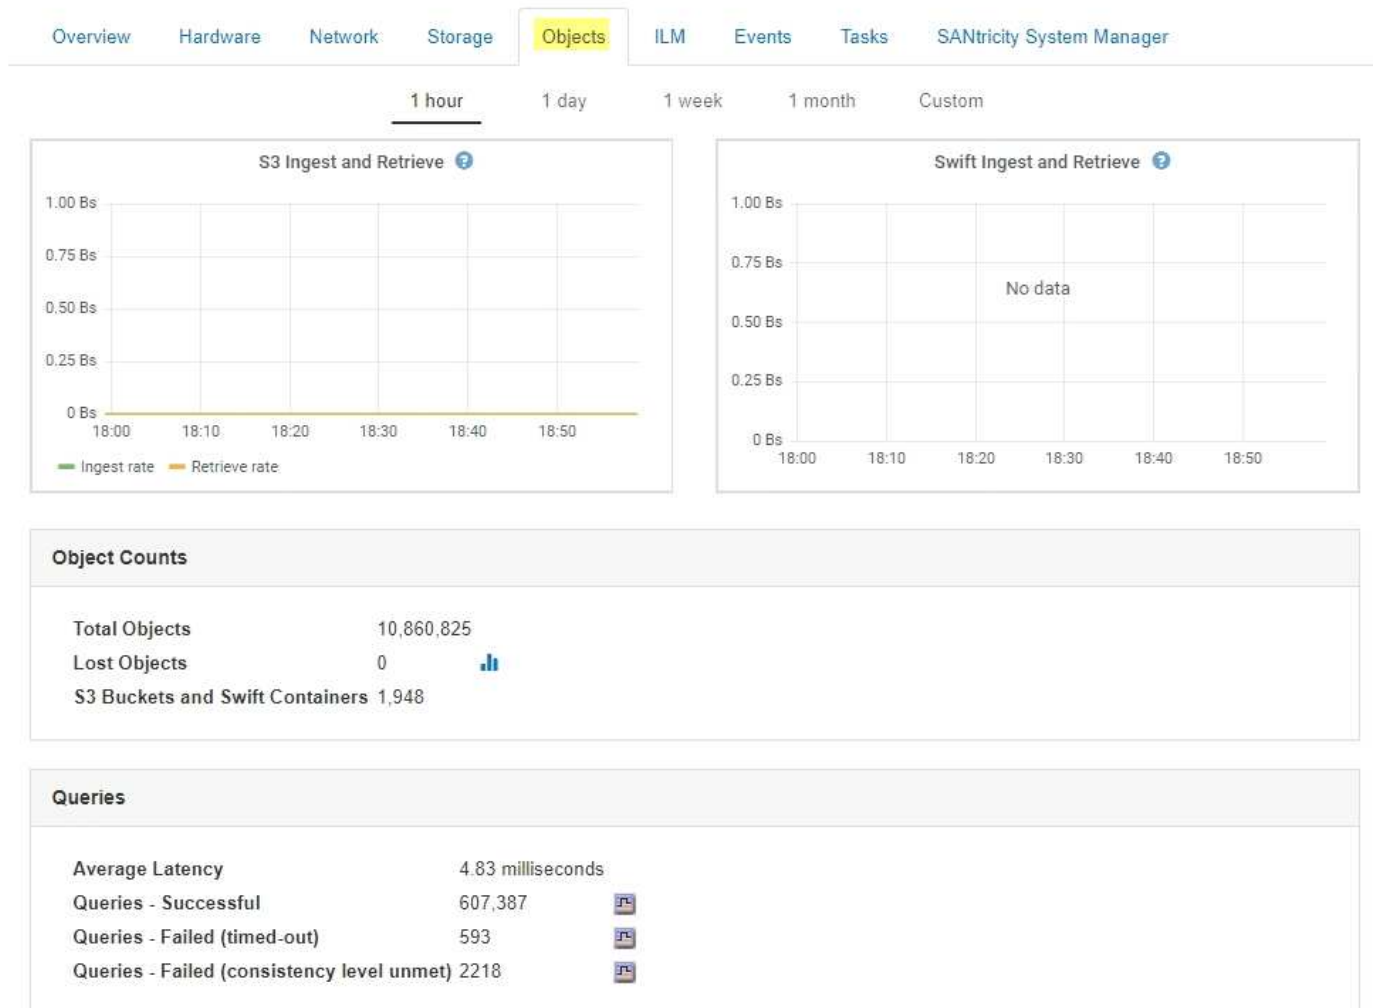 Overview Hardware Network Storage Objects ILM Events Tasks SANtricity System Manager
1 hour 1 day 1 week 1 month Custom
S3 Ingest and Retrieve ?
1.00 Bs
0.75 Bs
0.50 Bs
0.25 Bs
0 Bs
18:00 18:10 18:20 18:30 18:40 18:50
Ingest rate Retrieve rate
Swift Ingest and Retrieve ?
1.00 Bs
0.75 Bs
No data
0.50 Bs
0.25 Bs
0 Bs
18:00 18:10 18:20 18:30 18:40 18:50
Object Counts
Total Objects 10,860,825
Lost Objects 0
S3 Buckets and Swift Containers 1,948
Queries
Average Latency 4.83 milliseconds
Queries - Successful 607,387
Queries - Failed (timed-out) 593
Queries - Failed (consistency level unmet) 2218